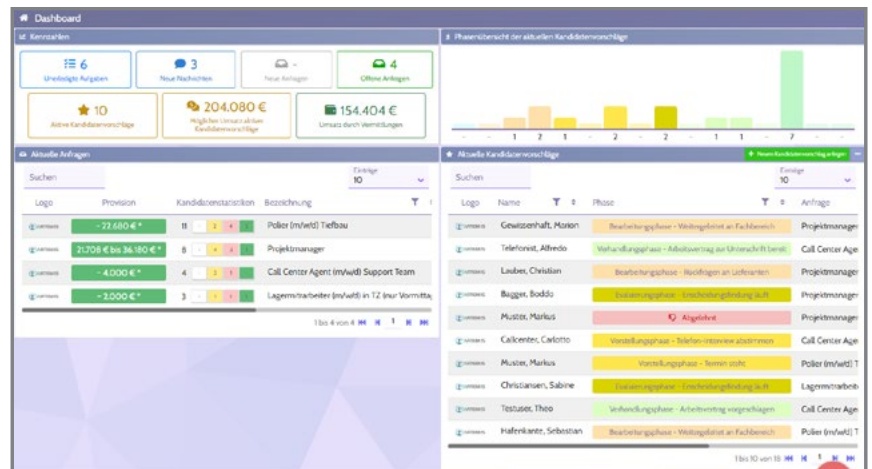 Dashboard
Kennzahlen
6
Unerledigte Aufgaben
3
Neue Nachrichten
-
Neue Anfragen
4
Offene Anfragen
10
Aktive Kandidatenvorschläge
204.080 €
Möglicher Umsatz aktiver
Kandidatenvorschläge
154.404 €
Umsatz durch Vermittlungen
Phasenübersicht der aktuellen Kandidatenvorschläge
- - 1 2 1 - 2 - 2 - 1 1 - 7 - -
Aktuelle Anfragen
Suchen
Einträge
10
Logo Provision Kandidatenstatistiken Bezeichnung
~ 22.680 € * 11 Polier (m/w/d) Tiefbau
21.708 € bis 36.180 € * 8 Projektmanager
~ 4.000 € * 4 Call Center Agent (m/w/d) Support Team
~ 2.000 € * 3 Lagermitarbeiter (m/w/d) in TZ (nur Vormittag
1 bis 4 von 4 1
Aktuelle Kandidatenvorschläge
Neuen Kandidatenvorschlag anlegen
Suchen
Einträge
10
Logo Name Phase Anfrage
Gewissenhaft, Marion Bearbeitungsphase - Weitergeleitet an Fachbereich Projektmanager
Telefonist, Alfredo Verhandlungsphase - Arbeitsvertrag zur Unterschrift bereit Call Center Age
Lauber, Christian Bearbeitungsphase - Rückfragen an Lieferanten Projektmanager
Bagger, Boddo Evaluierungsphase - Entscheidungsfindung läuft Projektmanager
Muster, Markus Abgelehnt Projektmanager
Callcenter, Carlotto Vorstellungsphase - Telefon-Interview abstimmen Call Center Age
Muster, Markus Vorstellungsphase - Termin steht Polier (m/w/d) T
Christiansen, Sabine Evaluierungsphase - Entscheidungsfindung läuft Lagermitarbeit
Testuser, Theo Verhandlungsphase - Arbeitsvertrag vorgeschlagen Call Center Age
Hafenkante, Sebastian Bearbeitungsphase - Weitergeleitet an Fachbereich Polier (m/w/d) T
1 bis 10 von 18 1